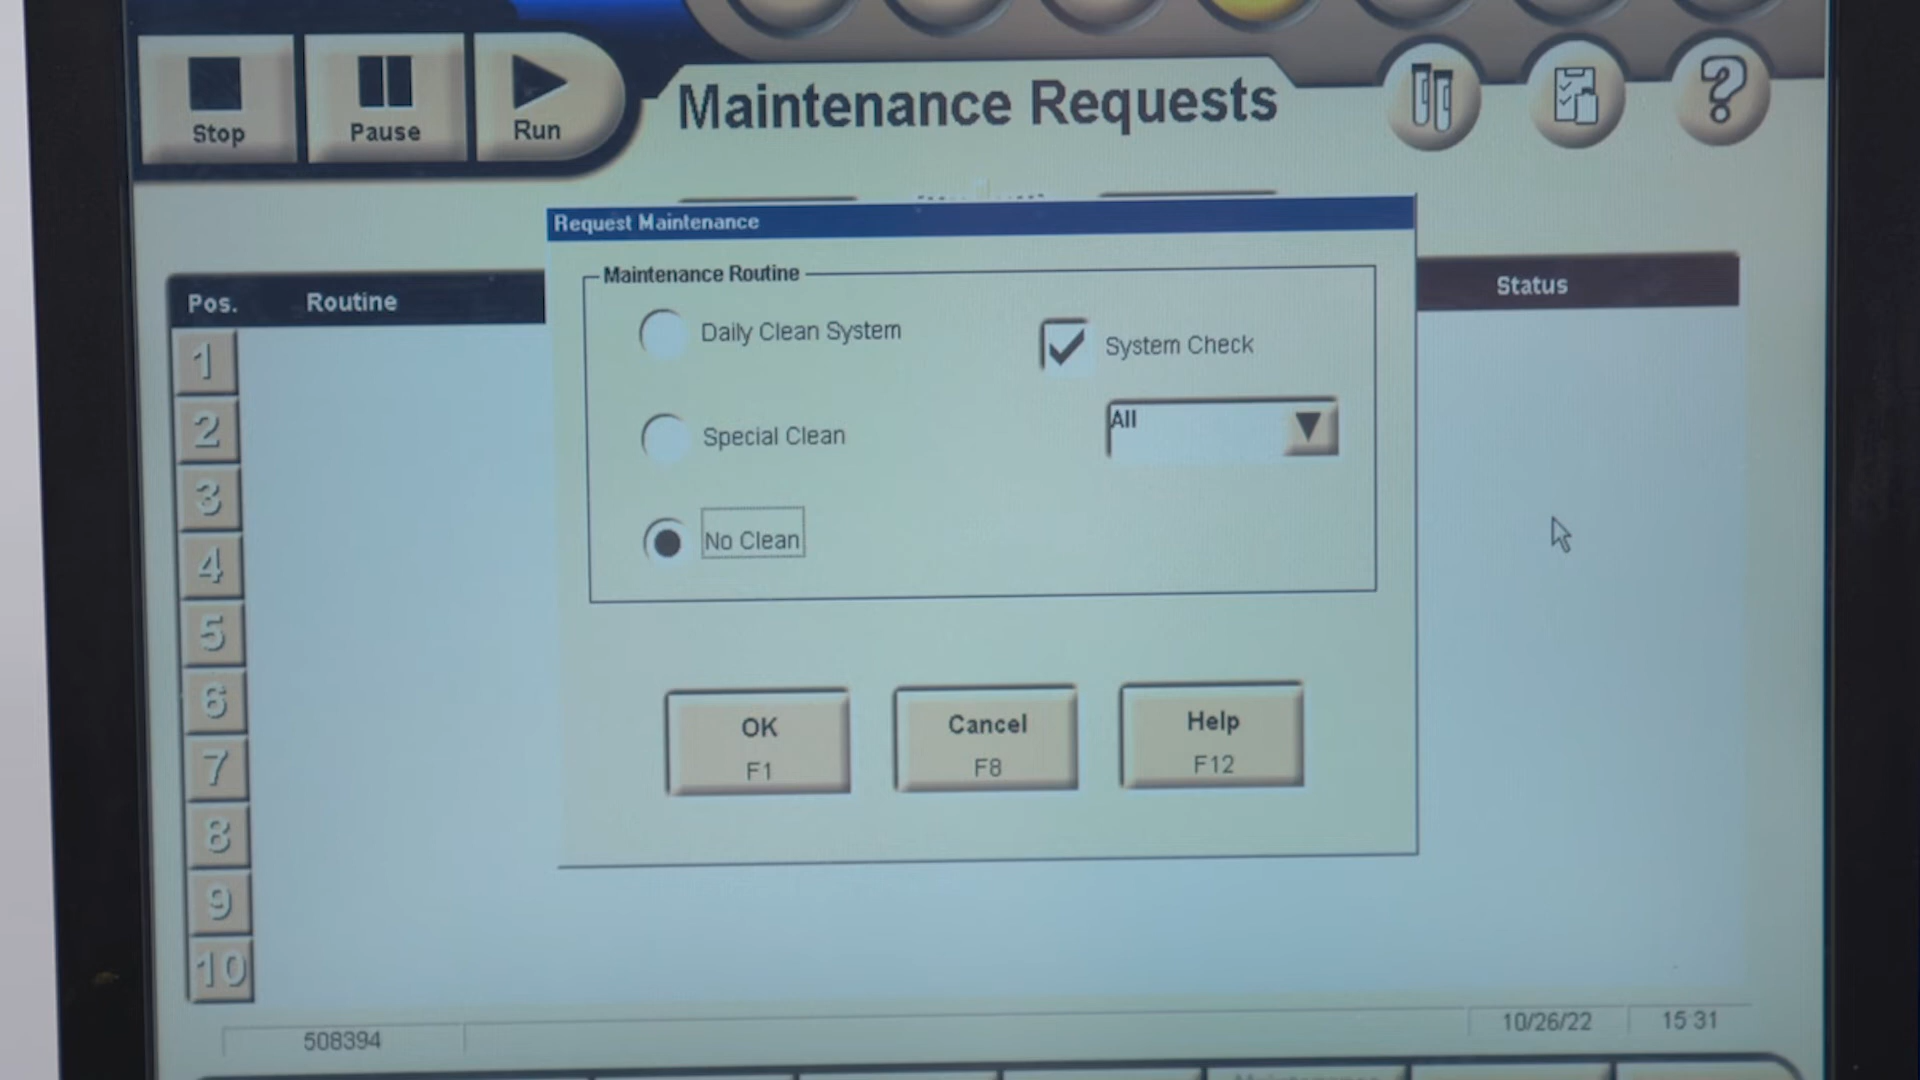 Stop
Pause
Run
Maintenance Requests
Request Maintenance
Pos.
Routine
Status
Maintenance Routine
Daily Clean System
System Check
Special Clean
All
No Clean
OK
F1
Cancel
F8
Help
F12
1
2
3
4
5
6
7
8
9
10
508394
10/26/22
15 31